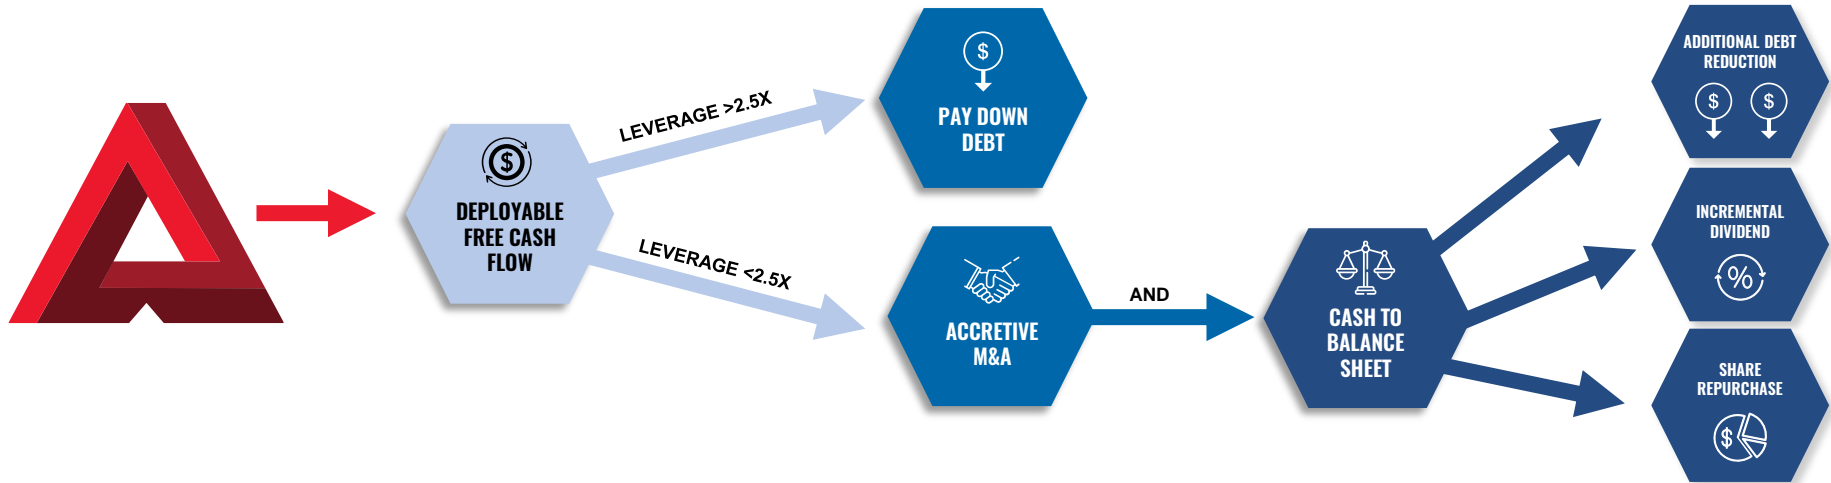 DEPLOYABLE
FREE CASH
FLOW
LEVERAGE >2.5X
$
PAY DOWN
DEBT
LEVERAGE <2.5X
ACCRETIVE
M&A
AND
CASH TO
BALANCE
SHEET
ADDITIONAL DEBT
REDUCTION
$ $
INCREMENTAL
DIVIDEND
%
SHARE
REPURCHASE
$